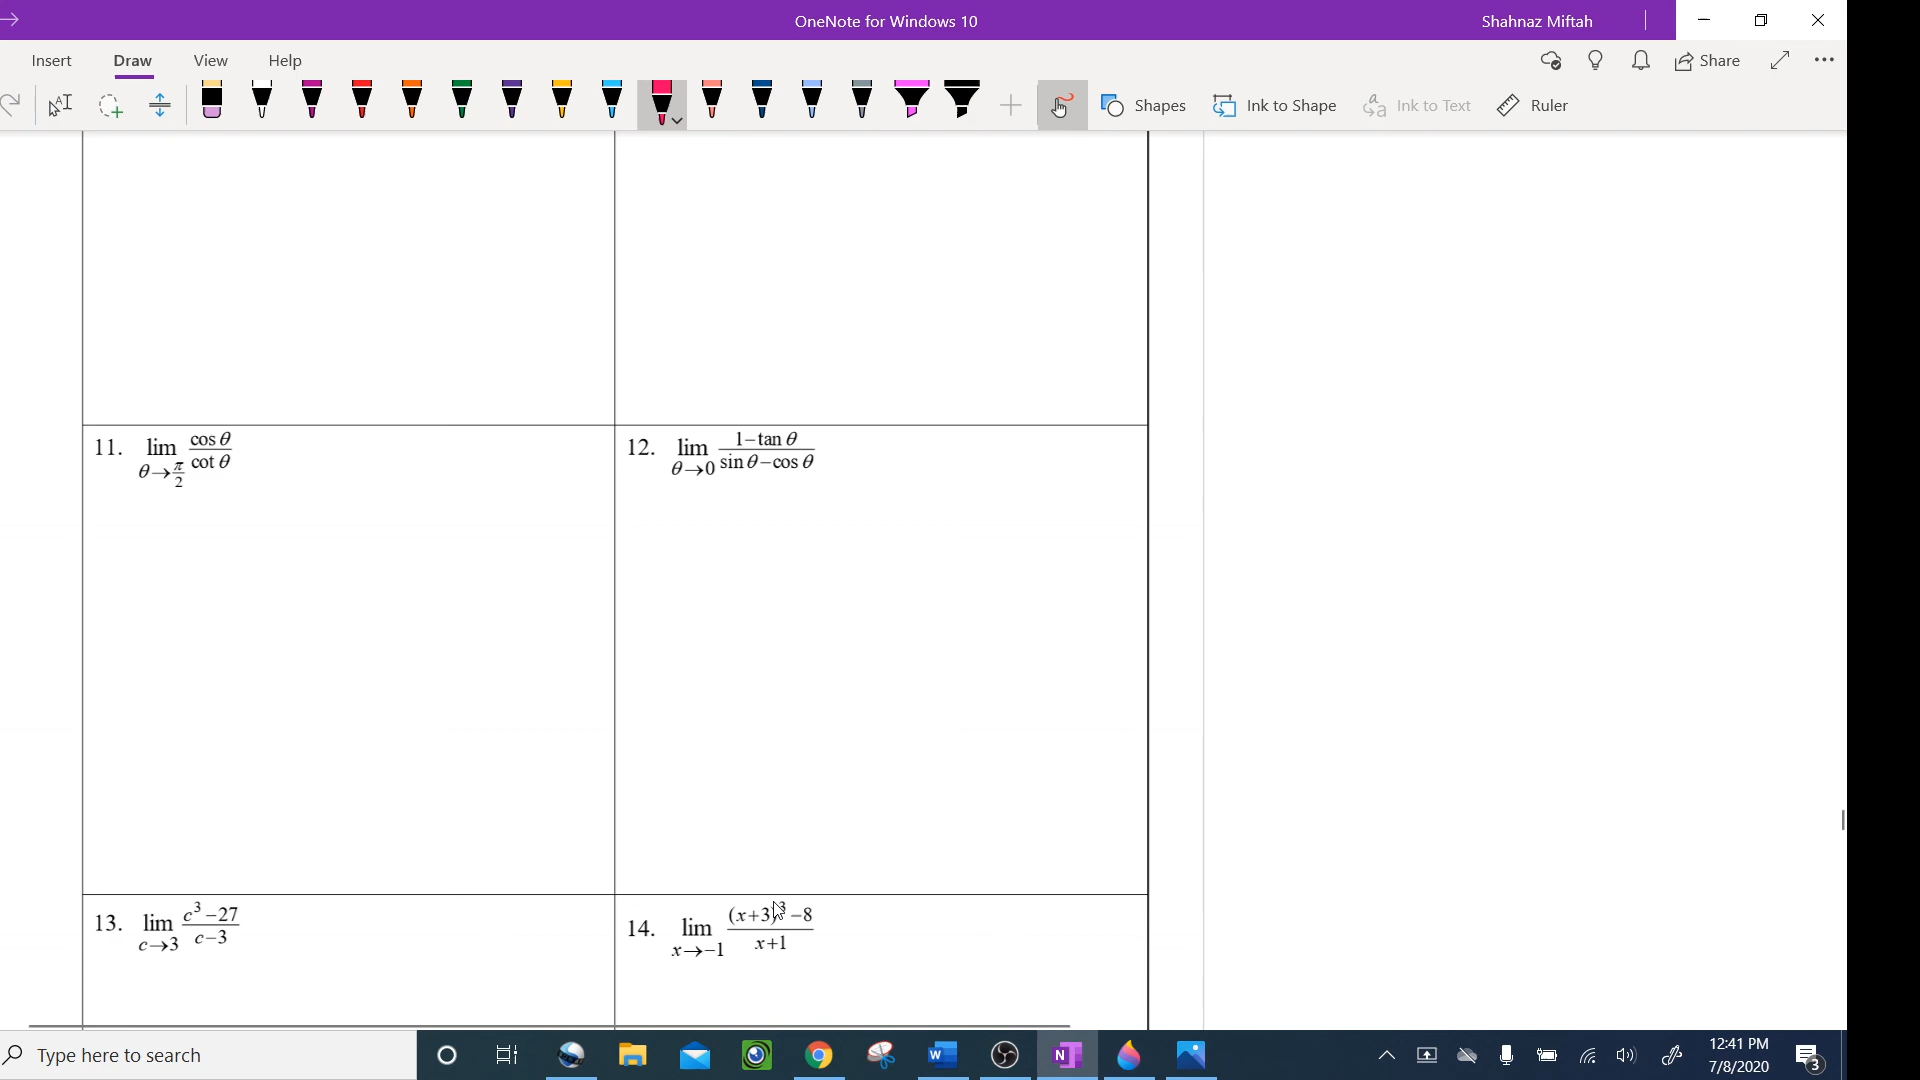 OneNote for Windows 10
Shahnaz Miftah
Insert
Draw
View
Help
Share
Shapes
Ink to Shape
Ink to Text
Ruler
11. lim θ→π/2 cos θ / cot θ
12. lim θ→0 1−tan θ / sin θ−cos θ
13. lim c→3 c³−27 / c−3
14. lim x→−1 (x+3)³−8 / x+1
Type here to search
12:41 PM
7/8/2020
3